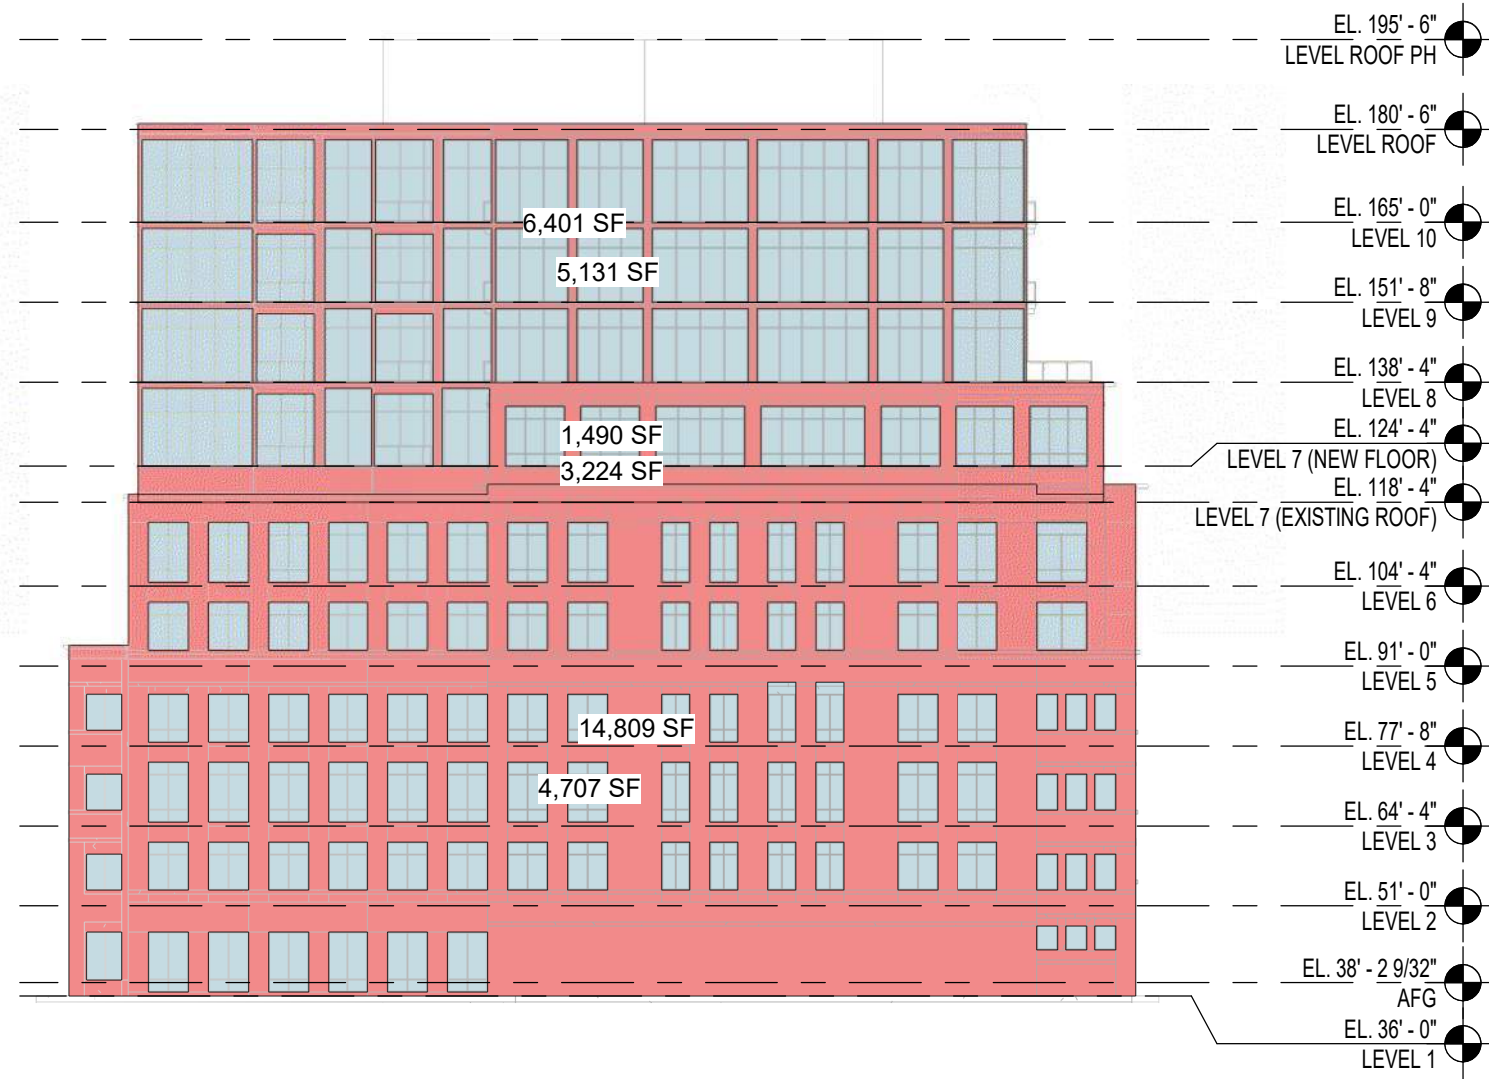 EL. 195' - 6"
LEVEL ROOF PH
EL. 180' - 6"
LEVEL ROOF
EL. 165' - 0"
LEVEL 10
6,401 SF
5,131 SF
EL. 151' - 8"
LEVEL 9
EL. 138' - 4"
LEVEL 8
1,490 SF
EL. 124' - 4"
LEVEL 7 (NEW FLOOR)
3,224 SF
EL. 118' - 4"
LEVEL 7 (EXISTING ROOF)
EL. 104' - 4"
LEVEL 6
EL. 91' - 0"
LEVEL 5
14,809 SF
EL. 77' - 8"
LEVEL 4
4,707 SF
EL. 64' - 4"
LEVEL 3
EL. 51' - 0"
LEVEL 2
EL. 38' - 2 9/32"
AFG
EL. 36' - 0"
LEVEL 1